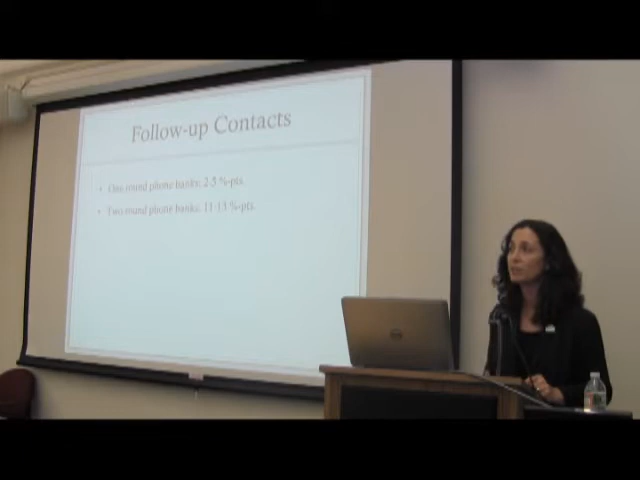 Follow-up Contacts
• One round phone banks: 2-5 %-pts.
• Two round phone banks: 11-13 %-pts.